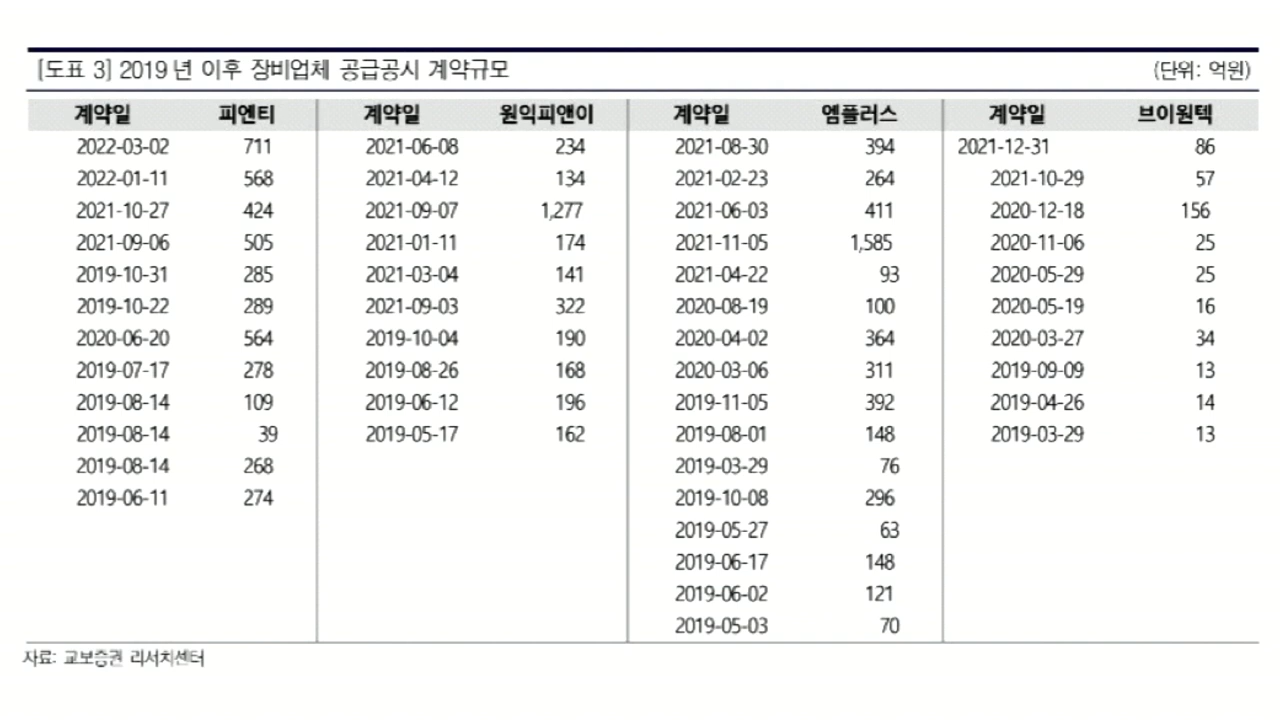 [도표 3] 2019년 이후 장비업체 공급공시 계약규모 (단위: 억원)
계약일 피엔티 계약일 원익피앤이 계약일 엠플러스 계약일 브이원텍
2022-03-02 711 2021-06-08 234 2021-08-30 394 2021-12-31 86
2022-01-11 568 2021-04-12 134 2021-02-23 264 2021-10-29 57
2021-10-27 424 2021-09-07 1,277 2021-06-03 411 2020-12-18 156
2021-09-06 505 2021-01-11 174 2021-11-05 1,585 2020-11-06 25
2019-10-31 285 2021-03-04 141 2021-04-22 93 2020-05-29 25
2019-10-22 289 2021-09-03 322 2020-08-19 100 2020-05-19 16
2020-06-20 564 2019-10-04 190 2020-04-02 364 2020-03-27 34
2019-07-17 278 2019-08-26 168 2020-03-06 311 2019-09-09 13
2019-08-14 109 2019-06-12 196 2019-11-05 392 2019-04-26 14
2019-08-14 39 2019-05-17 162 2019-08-01 148 2019-03-29 13
2019-08-14 268 2019-03-29 76
2019-06-11 274 2019-10-08 296
2019-05-27 63
2019-06-17 148
2019-06-02 121
2019-05-03 70
자료: 교보증권 리서치센터